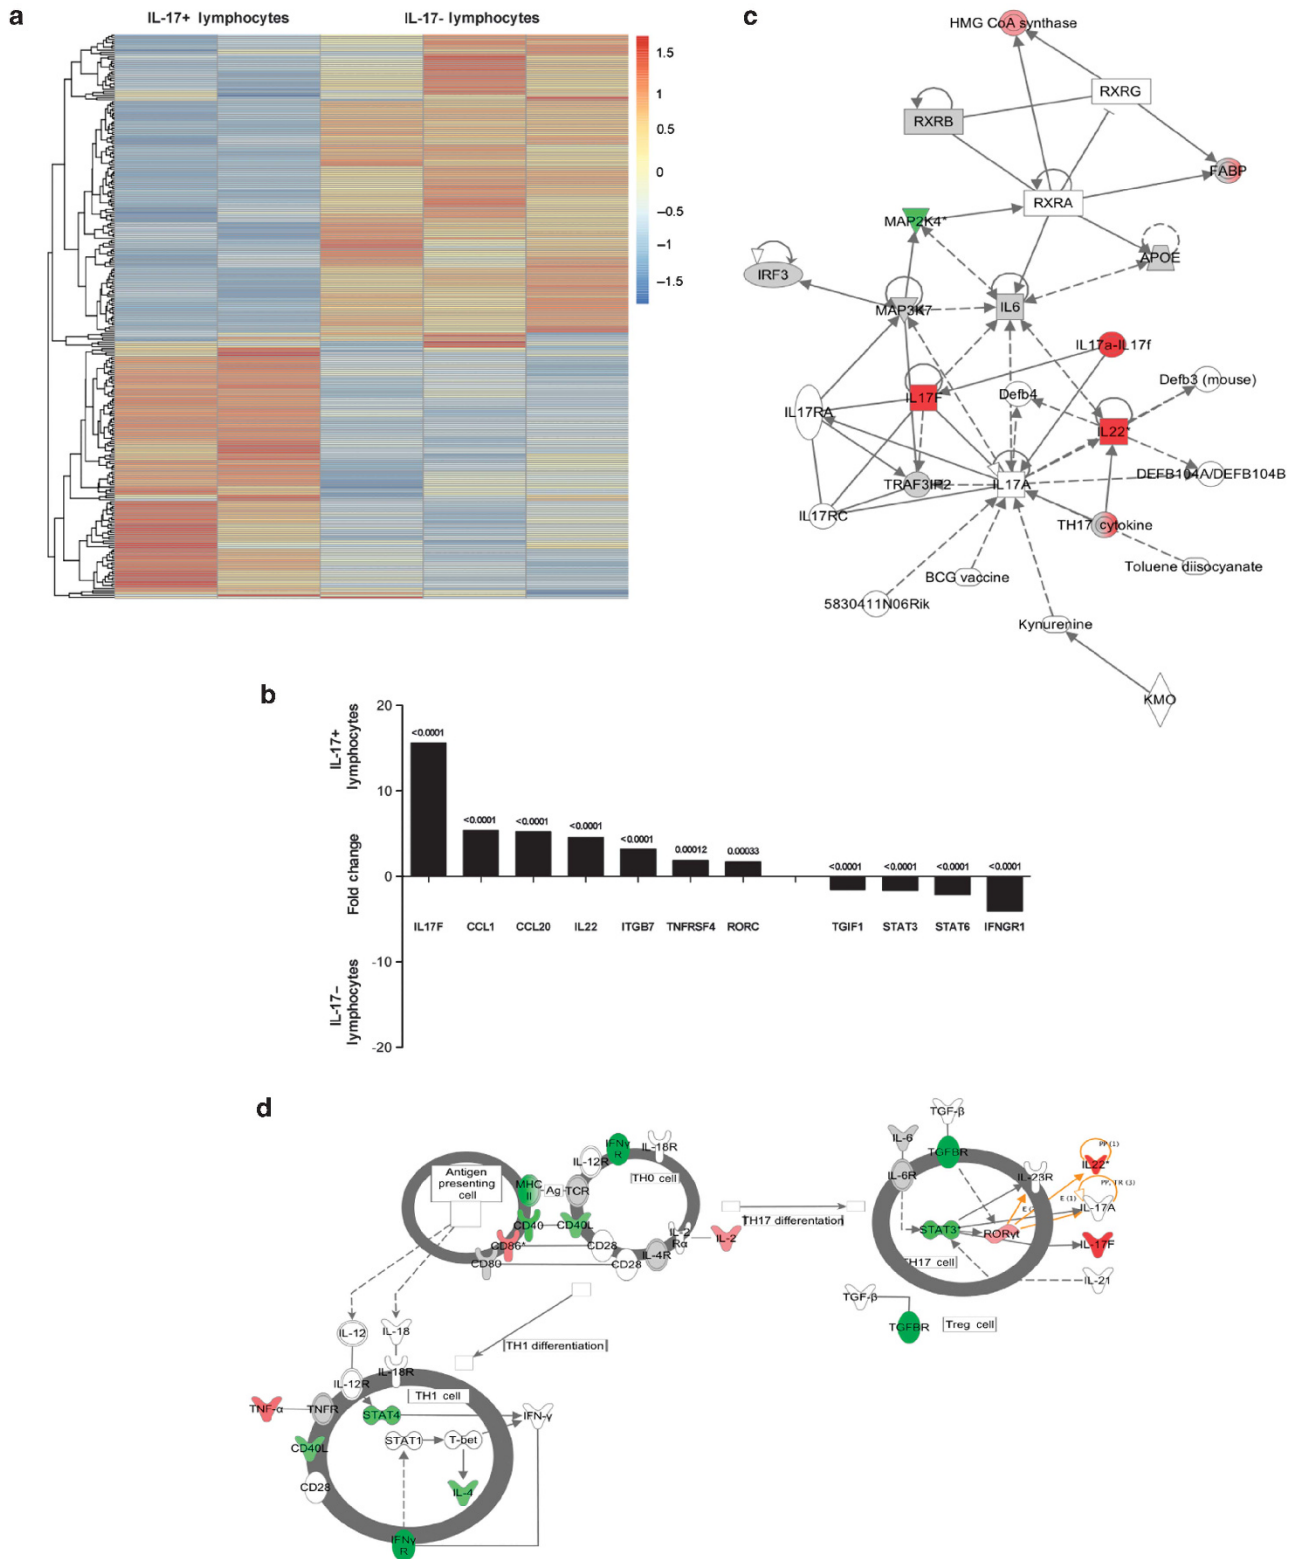 a
IL-17+ lymphocytes
IL-17- lymphocytes
1.5
1
0.5
0
−0.5
−1
−1.5
c
HMG CoA synthase
RXRG
RXRB
FABP
RXRA
MAP2K4*
APOE
IRF3
MAP3K7
IL6
IL17a-IL17f
Defb3 (mouse)
IL17F
Defb4
IL17RA
IL22*
DEFB104A/DEFB104B
TRAF3IP2
IL17A
IL17RC
TH17 cytokine
Toluene diisocyanate
BCG vaccine
5830411N06Rik
Kynurenine
KMO
b
IL-17+
lymphocytes
Fold change
IL-17−
lymphocytes
20
10
0
-10
-20
<0.0001
<0.0001
<0.0001
<0.0001
<0.0001
0.00012
0.00033
<0.0001
<0.0001
<0.0001
<0.0001
IL17F
CCL1
CCL20
IL22
ITGB7
TNFRSF4
RORC
TGIF1
STAT3
STAT6
IFNGR1
d
Antigen
presenting
cell
MHC
II
Ag
TCR
IL-12R
IFNγ
R
IL-18R
TH0 cell
CD40
CD40L
CD86*
CD28
CD80
CD28
IL-4R
IL-2
Rα
IL-2
TH17 differentiation
TGF-β
IL-6
TGFBR
IL-6R
IL-23R
PP (1)
IL22*
PP, TR (3)
E (1)
IL-17A
STAT3*
RORγt
IL-17F
TH17 cell
IL-21
TGF-β
TGFBR
Treg cell
TH1 differentiation
IL-12
IL-18
IL-12R
IL-18R
TH1 cell
TNF-α
TNFR
STAT4
IFN-γ
CD40L
STAT1
T-bet
CD28
IL-4
IFNγ
R